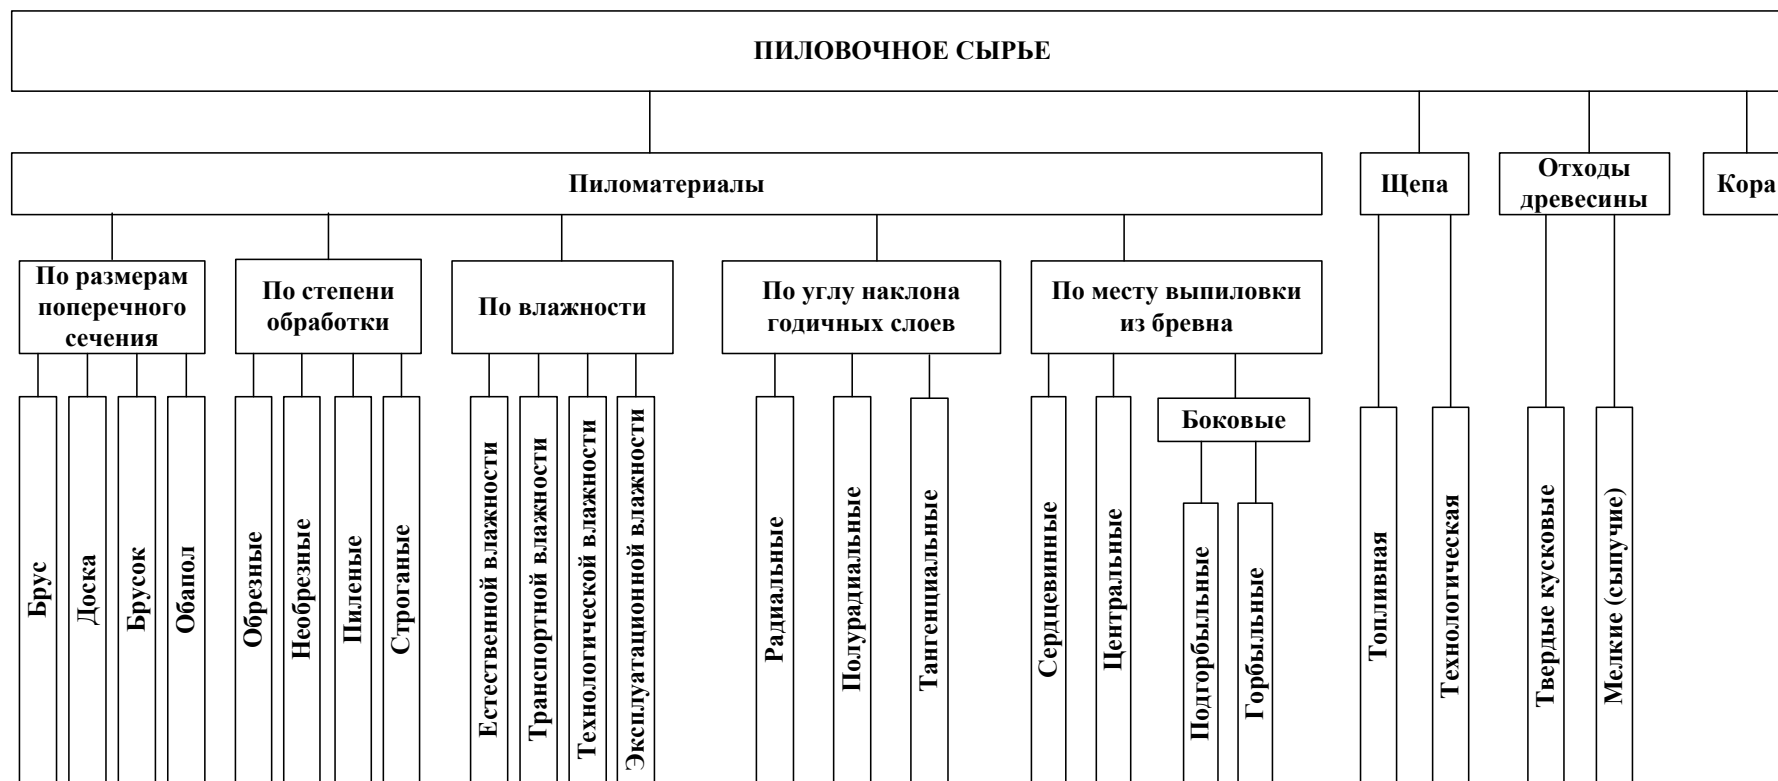 ПИЛОВОЧНОЕ СЫРЬЕ
Пиломатериалы
Щепа
Отходы
древесины
Кора
По размерам
поперечного
сечения
По степени
обработки
По влажности
По углу наклона
годичных слоев
По месту выпиловки
из бревна
Боковые
Брус
Доска
Брусок
Обапол
Обрезные
Необрезные
Пиленые
Строганые
Естественной влажности
Транспортной влажности
Технологической влажности
Эксплуатационной влажности
Радиальные
Полурадиальные
Тангенциальные
Сердцевинные
Центральные
Подгорбыльные
Горбыльные
Топливная
Технологическая
Твердые кусковые
Мелкие (сыпучие)